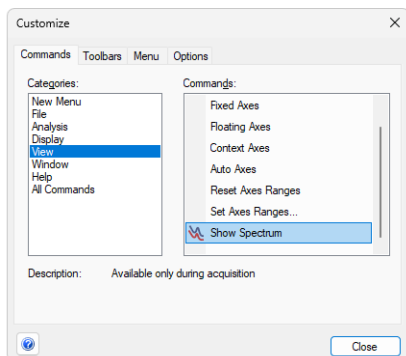 Customize
Commands Toolbars Menu Options
Categories:
New Menu
File
Analysis
Display
View
Window
Help
All Commands
Commands:
Fixed Axes
Floating Axes
Context Axes
Auto Axes
Reset Axes Ranges
Set Axes Ranges...
Show Spectrum
Description: Available only during acquisition
?
Close